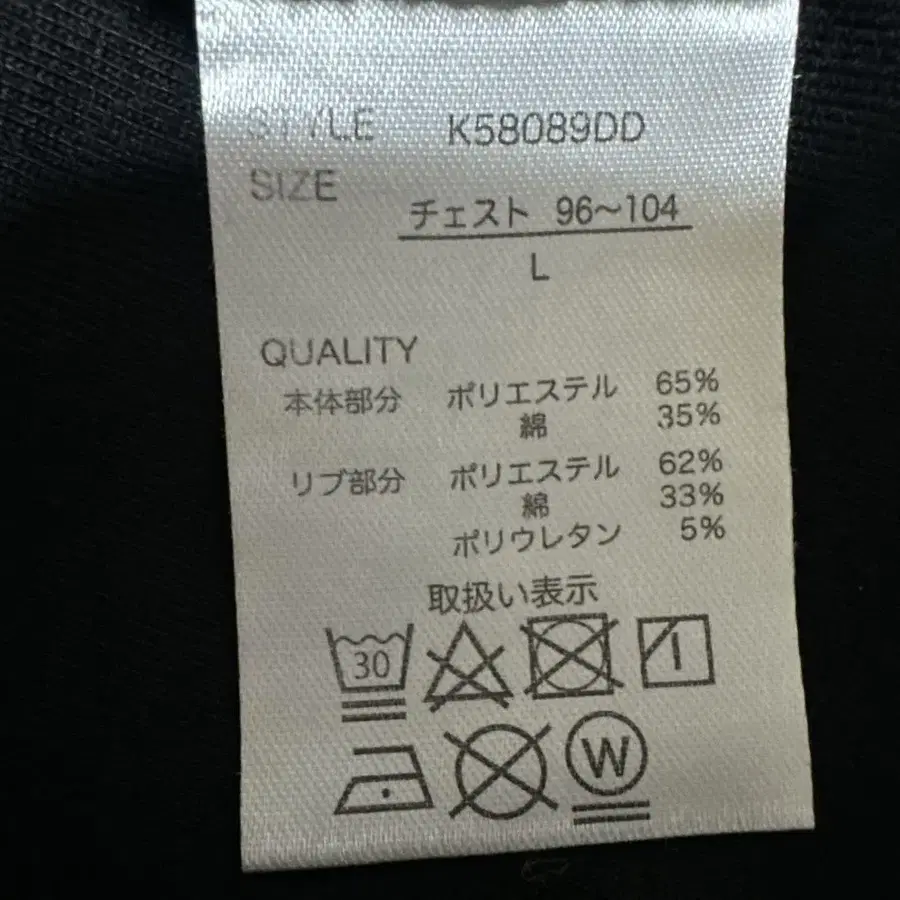 STYLE K58089DD
SIZE
チェスト 96~104
L
QUALITY
本体部分 ポリエステル 65%
綿 35%
リブ部分 ポリエステル 62%
綿 33%
ポリウレタン 5%
取扱い表示
30
W